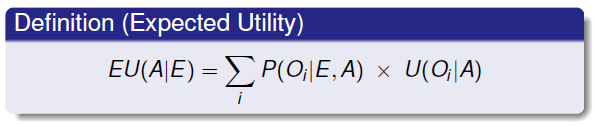 Definition (Expected Utility)
EU(A|E) = ∑ P(Oᵢ|E, A) × U(Oᵢ|A)
i